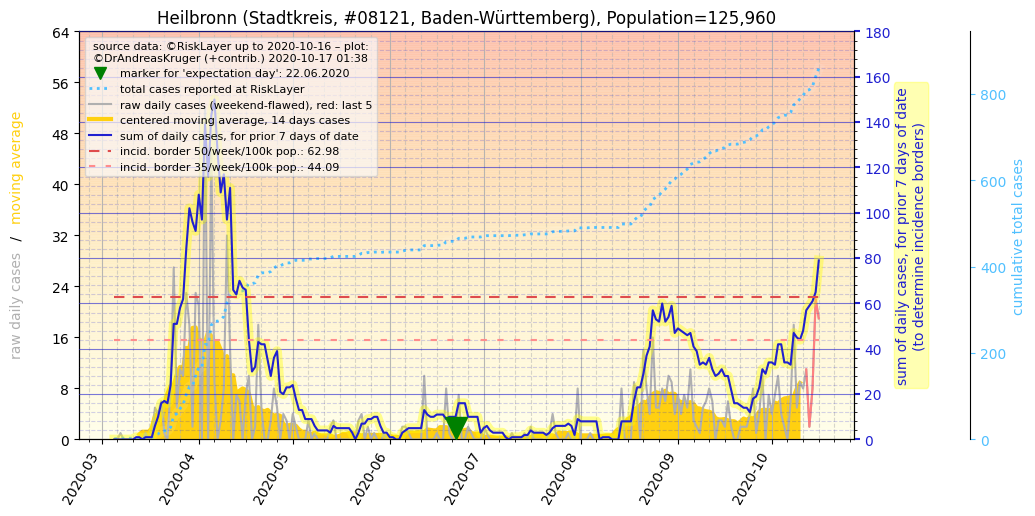 Heilbronn (Stadtkreis, #08121, Baden-Württemberg), Population=125,960
source data: ©RiskLayer up to 2020-10-16 – plot:
©DrAndreasKruger (+contrib.) 2020-10-17 01:38
marker for 'expectation day': 22.06.2020
total cases reported at RiskLayer
raw daily cases (weekend-flawed), red: last 5
centered moving average, 14 days cases
sum of daily cases, for prior 7 days of date
incid. border 50/week/100k pop.: 62.98
incid. border 35/week/100k pop.: 44.09
raw daily cases / moving average
64
56
48
40
32
24
16
8
0
2020-03
2020-04
2020-05
2020-06
2020-07
2020-08
2020-09
2020-10
180
160
140
120
100
80
60
40
20
0
sum of daily cases, for prior 7 days of date
(to determine incidence borders)
800
600
400
200
0
cumulative total cases